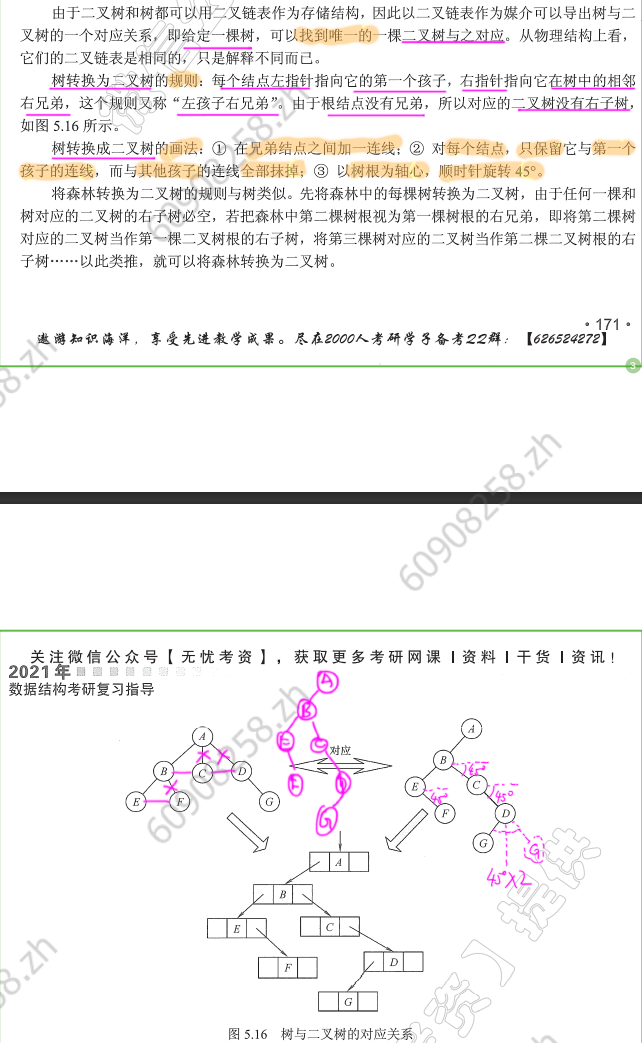 由于二叉树和树都可以用二叉链表作为存储结构，因此以二叉链表作为媒介可以导出树与二
叉树的一个对应关系，即给定一棵树，可以找到唯一的一棵二叉树与之对应。从物理结构上看，
它们的二叉链表是相同的，只是解释不同而已。
树转换为二叉树的规则：每个结点左指针指向它的第一个孩子，右指针指向它在树中的相邻
右兄弟，这个规则又称“左孩子右兄弟”。由于根结点没有兄弟，所以对应的二叉树没有右子树，
如图 5.16 所示。
树转换成二叉树的画法：① 在兄弟结点之间加一连线；② 对每个结点，只保留它与第一个
孩子的连线，而与其他孩子的连线全部抹掉；③ 以树根为轴心，顺时针旋转 45°。
将森林转换为二叉树的规则与树类似。先将森林中的每棵树转换为二叉树，由于任何一棵和
树对应的二叉树的右子树必空，若把森林中第二棵树根视为第一棵树根的右兄弟，即将第二棵树
对应的二叉树当作第一棵二叉树根的右子树，将第三棵树对应的二叉树当作第二棵二叉树根的右
子树……以此类推，就可以将森林转换为二叉树。
·171·
遨游知识海洋，享受先进教学成果。尽在2000人考研学子备考QQ群：【626524272】
3
60908258.zh
关注微信公众号【无忧考资】，获取更多考研网课丨资料丨干货丨资讯！
2021年
数据结构考研复习指导
A
B
E C
F D
G
A
B C D
E F G
对应
A
B
E C
F D
G G
45°
45°
45°
45°×2
A
B
E C
F D
G
图 5.16 树与二叉树的对应关系